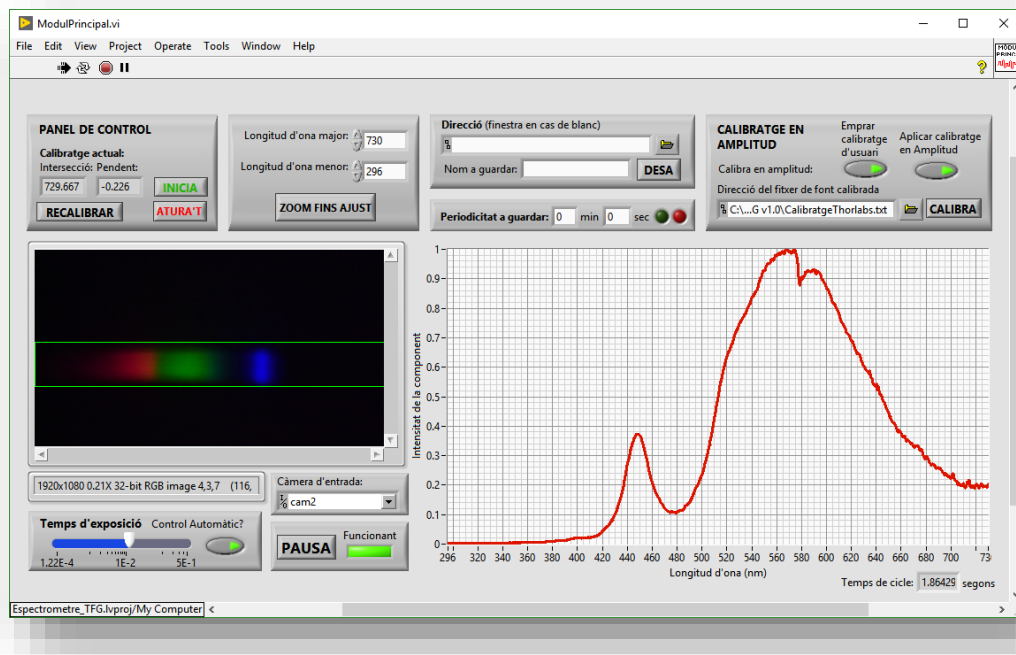 ModulPrincipal.vi
File Edit View Project Operate Tools Window Help
PANEL DE CONTROL
Calibratge actual:
Intersecció: Pendent:
729.667 -0.226 INICIA
RECALIBRAR ATURA'T
Longitud d'ona major: 730
Longitud d'ona menor: 296
ZOOM FINS AJUST
Direcció (finestra en cas de blanc)
Nom a guardar: DESA
Periodicitat a guardar: 0 min 0 sec
CALIBRATGE EN AMPLITUD
Emprar calibratge d'usuari
Aplicar calibratge en Amplitud
Calibra en amplitud:
Direcció del fitxer de font calibrada
C:\...G v1.0\CalibratgeThorlabs.txt CALIBRA
1920x1080 0.21X 32-bit RGB image 4,3,7 (116,
Càmera d'entrada:
cam2
Temps d'exposició Control Automàtic?
1.22E-4 1E-2 5E-1
PAUSA Funcionant
Intensitat de la component
1
0.9
0.8
0.7
0.6
0.5
0.4
0.3
0.2
0.1
0
296 320 340 360 380 400 420 440 460 480 500 520 540 560 580 600 620 640 660 680 700 73
Longitud d'ona (nm)
Temps de cicle: 1.86429 segons
Espectrometre_TFG.lvproj/My Computer